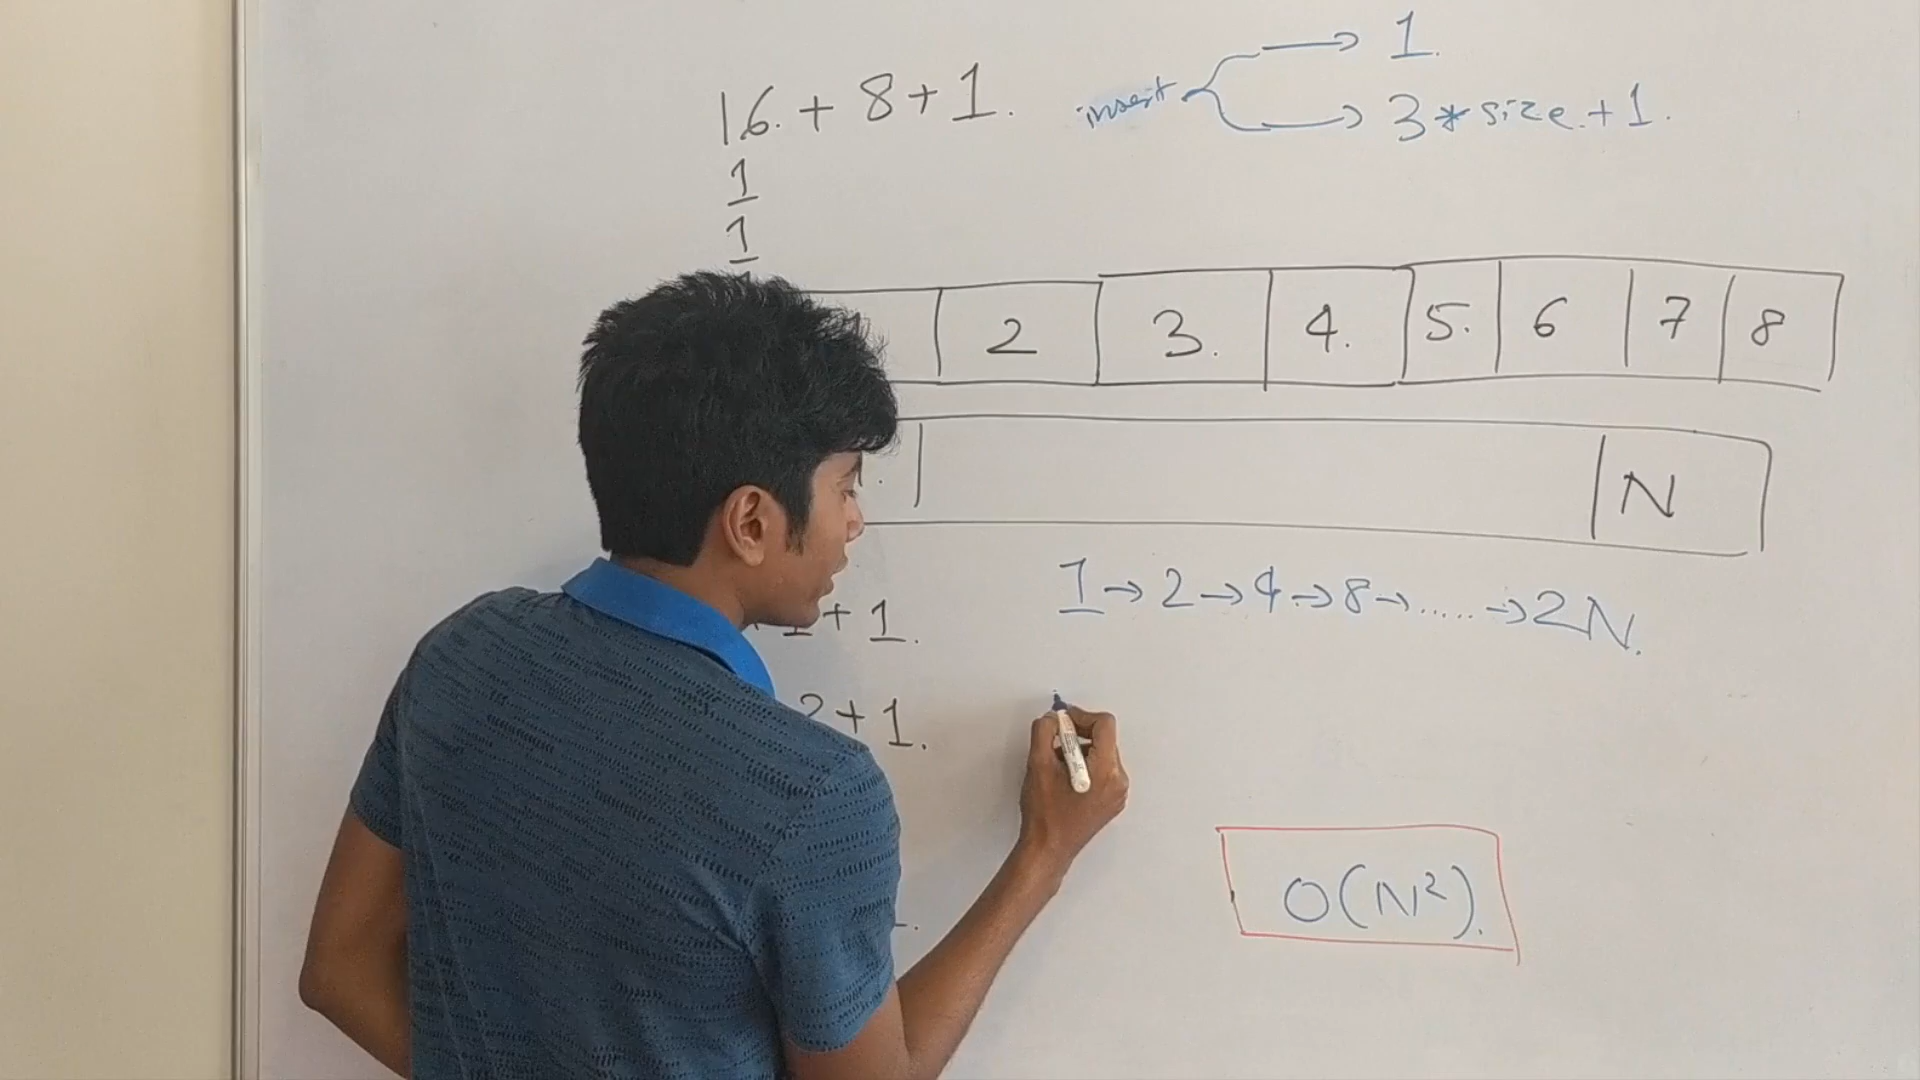 16. + 8 + 1.
insert → 1.
→ 3 * size. + 1.
1
1
2 3. 4. 5. 6 7 8
N
1 → 2 → 4. → 8 → ..... → 2N.
+ 1.
2 + 1.
O(N²).